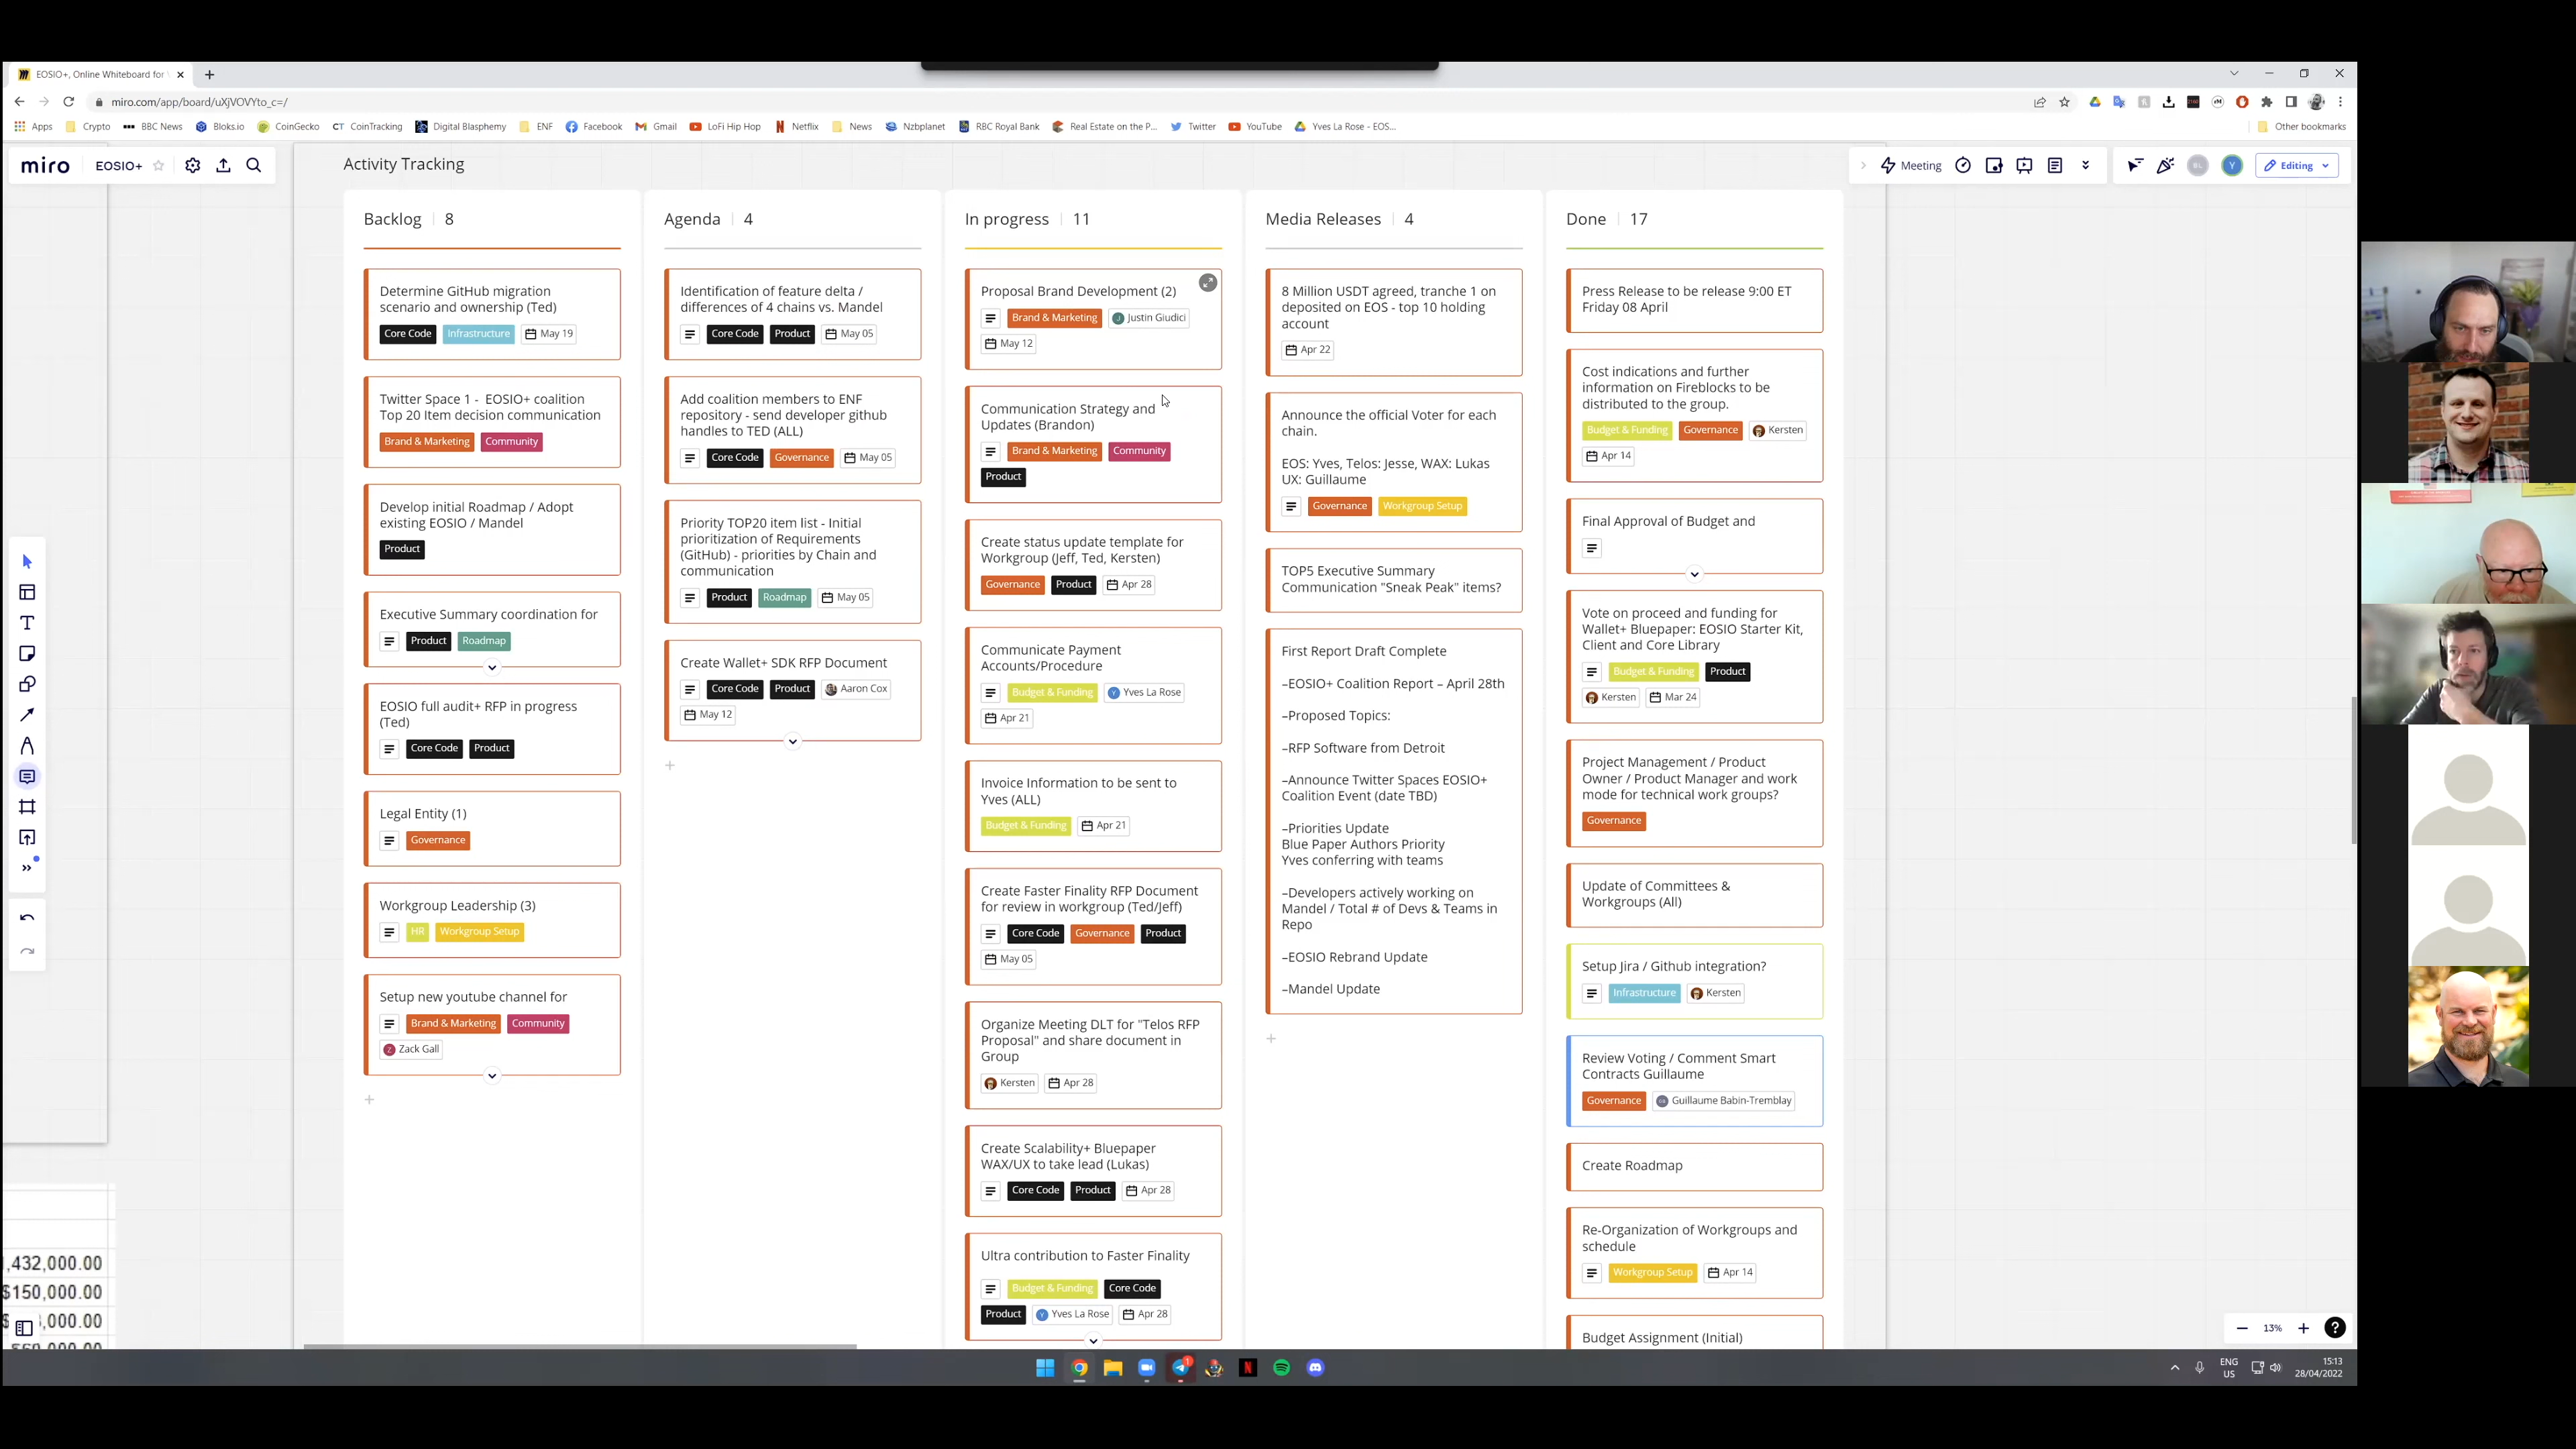 EOSIO+, Online Whiteboard for
miro.com/app/board/uXjVOVYto_c=/
Apps
Crypto
BBC News
Bloks.io
CoinGecko
CT CoinTracking
Digital Blasphemy
ENF
Facebook
Gmail
LoFi Hip Hop
Netflix
News
Nzbplanet
RBC Royal Bank
Real Estate on the P...
Twitter
YouTube
Yves La Rose - EOS...
Other bookmarks
miro
EOSIO+
Activity Tracking
Meeting
Y
Editing
Backlog 8
Determine GitHub migration
scenario and ownership (Ted)
Core Code Infrastructure May 19
Twitter Space 1 - EOSIO+ coalition
Top 20 Item decision communication
Brand & Marketing Community
Develop initial Roadmap / Adopt
existing EOSIO / Mandel
Product
Executive Summary coordination for
Product Roadmap
EOSIO full audit+ RFP in progress
(Ted)
Core Code Product
Legal Entity (1)
Governance
Workgroup Leadership (3)
HR Workgroup Setup
Setup new youtube channel for
Brand & Marketing Community
Z Zack Gall
Agenda 4
Identification of feature delta /
differences of 4 chains vs. Mandel
Core Code Product May 05
Add coalition members to ENF
repository - send developer github
handles to TED (ALL)
Core Code Governance May 05
Priority TOP20 item list - Initial
prioritization of Requirements
(GitHub) - priorities by Chain and
communication
Product Roadmap May 05
Create Wallet+ SDK RFP Document
Core Code Product Aaron Cox
May 12
In progress 11
Proposal Brand Development (2)
Brand & Marketing J Justin Giudici
May 12
Communication Strategy and
Updates (Brandon)
Brand & Marketing Community
Product
Create status update template for
Workgroup (Jeff, Ted, Kersten)
Governance Product Apr 28
Communicate Payment
Accounts/Procedure
Budget & Funding Y Yves La Rose
Apr 21
Invoice Information to be sent to
Yves (ALL)
Budget & Funding Apr 21
Create Faster Finality RFP Document
for review in workgroup (Ted/Jeff)
Core Code Governance Product
May 05
Organize Meeting DLT for "Telos RFP
Proposal" and share document in
Group
Kersten Apr 28
Create Scalability+ Bluepaper
WAX/UX to take lead (Lukas)
Core Code Product Apr 28
Ultra contribution to Faster Finality
Budget & Funding Core Code
Product Y Yves La Rose Apr 28
Media Releases 4
8 Million USDT agreed, tranche 1 on
deposited on EOS - top 10 holding
account
Apr 22
Announce the official Voter for each
chain.
EOS: Yves, Telos: Jesse, WAX: Lukas
UX: Guillaume
Governance Workgroup Setup
TOP5 Executive Summary
Communication "Sneak Peak" items?
First Report Draft Complete
–EOSIO+ Coalition Report – April 28th
–Proposed Topics:
–RFP Software from Detroit
–Announce Twitter Spaces EOSIO+
Coalition Event (date TBD)
–Priorities Update
Blue Paper Authors Priority
Yves conferring with teams
–Developers actively working on
Mandel / Total # of Devs & Teams in
Repo
–EOSIO Rebrand Update
–Mandel Update
Done 17
Press Release to be release 9:00 ET
Friday 08 April
Cost indications and further
information on Fireblocks to be
distributed to the group.
Budget & Funding Governance Kersten
Apr 14
Final Approval of Budget and
Vote on proceed and funding for
Wallet+ Bluepaper: EOSIO Starter Kit,
Client and Core Library
Budget & Funding Product
Kersten Mar 24
Project Management / Product
Owner / Product Manager and work
mode for technical work groups?
Governance
Update of Committees &
Workgroups (All)
Setup Jira / Github integration?
Infrastructure Kersten
Review Voting / Comment Smart
Contracts Guillaume
Governance Guillaume Babin-Tremblay
Create Roadmap
Re-Organization of Workgroups and
schedule
Workgroup Setup Apr 14
Budget Assignment (Initial)
,432,000.00
$150,000.00
,000.00
13%
ENG
US
15:13
28/04/2022